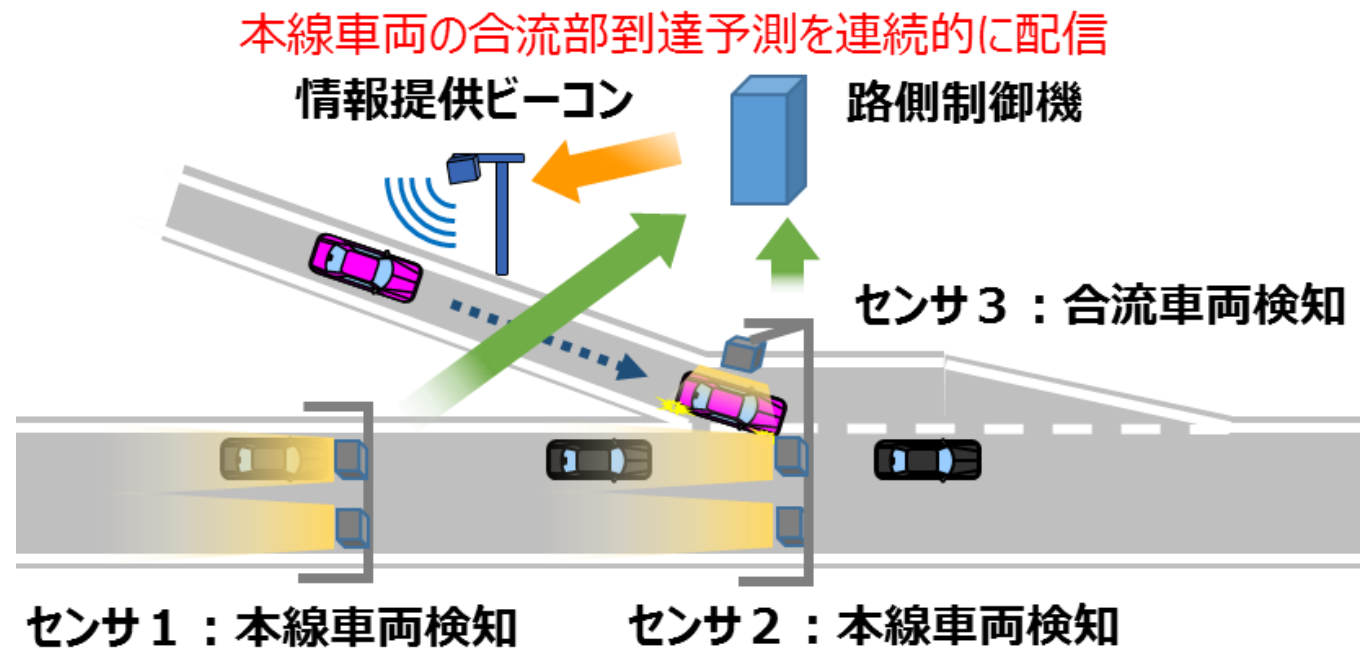 本線車両の合流部到達予測を連続的に配信
情報提供ビーコン
路側制御機
センサ３：合流車両検知
センサ１：本線車両検知
センサ２：本線車両検知